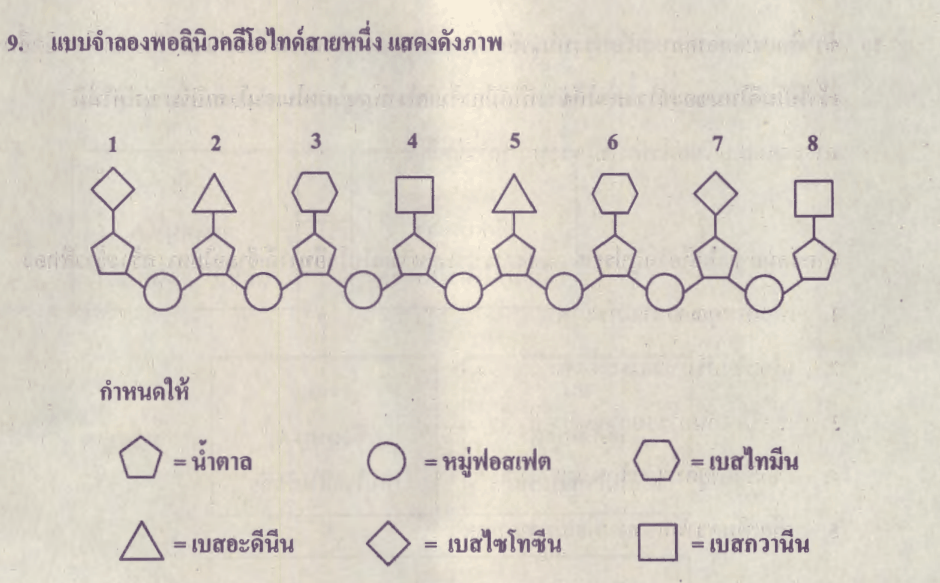 9. แบบจำลองพอลินิวคลีโอไทด์สายหนึ่ง แสดงดังภาพ
1 2 3 4 5 6 7 8
กำหนดให้
= น้ำตาล = หมู่ฟอสเฟต = เบสไทมีน
= เบสอะดีนีน = เบสไซโทซีน = เบสกวานีน